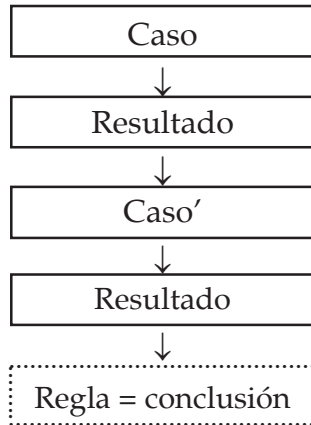 Caso
↓
Resultado
↓
Caso′
↓
Resultado
↓
Regla = conclusión